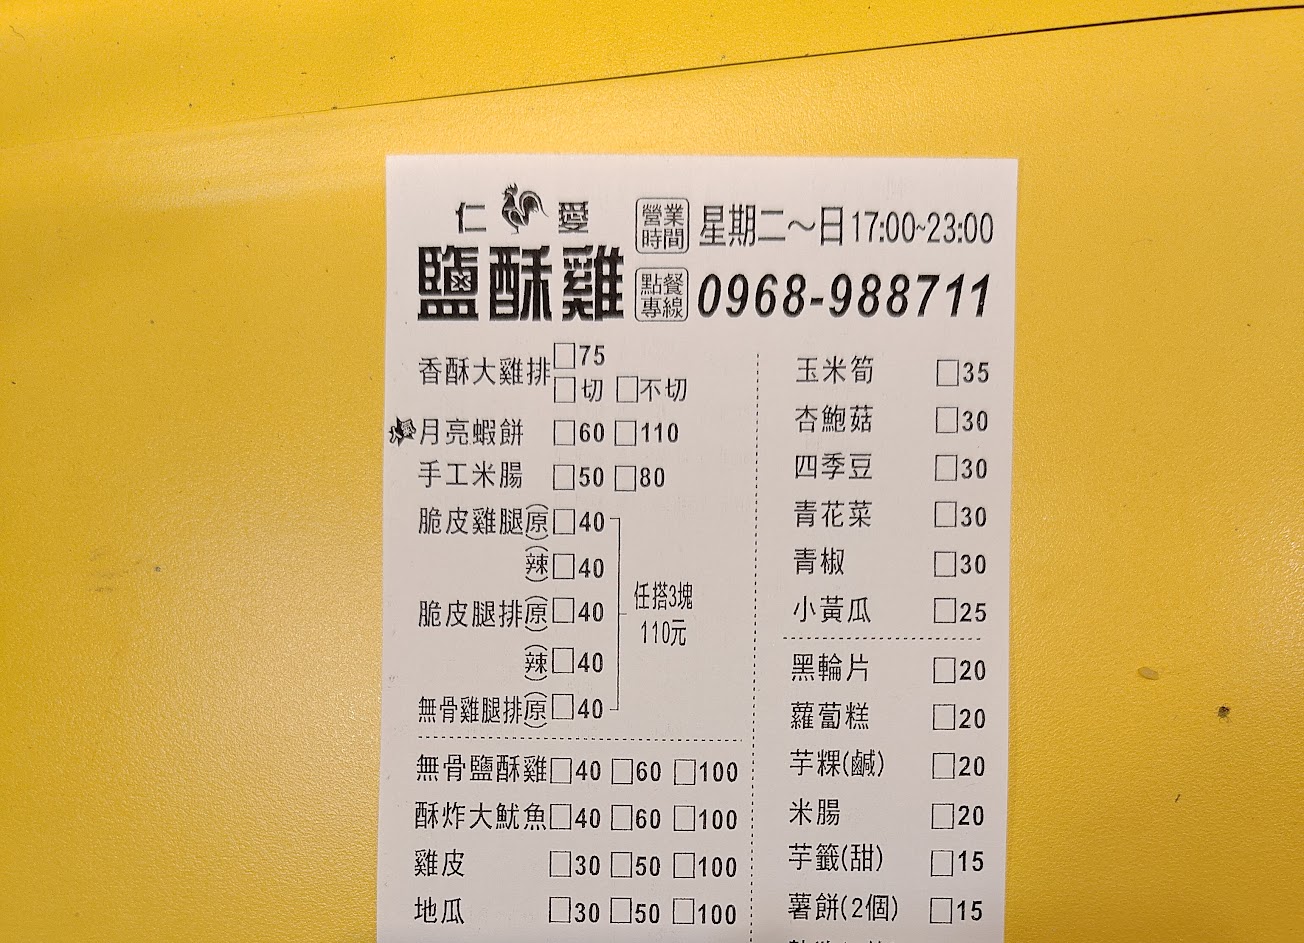 仁 愛
鹽酥雞
營業時間 星期二～日17:00~23:00
點餐專線 0968-988711
香酥大雞排 □75
□切 □不切
月亮蝦餅 □60 □110
手工米腸 □50 □80
脆皮雞腿(原) □40
(辣) □40
脆皮腿排(原) □40
(辣) □40
無骨雞腿排(原) □40
任搭3塊
110元
無骨鹽酥雞 □40 □60 □100
酥炸大魷魚 □40 □60 □100
雞皮 □30 □50 □100
地瓜 □30 □50 □100
玉米筍 □35
杏鮑菇 □30
四季豆 □30
青花菜 □30
青椒 □30
小黃瓜 □25
黑輪片 □20
蘿蔔糕 □20
芋粿(鹹) □20
米腸 □20
芋籤(甜) □15
薯餅(2個) □15